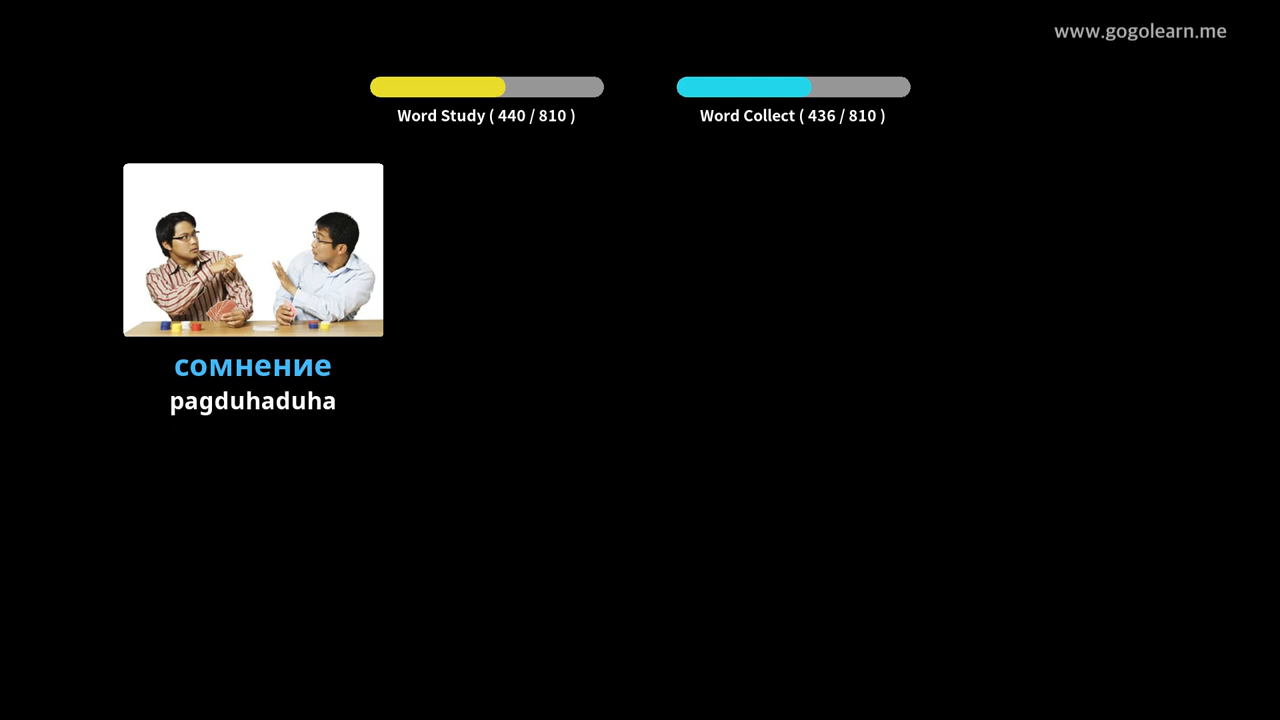 www.gogolearn.me
Word Study ( 440 / 810 )
Word Collect ( 436 / 810 )
сомнение
pagduhaduha